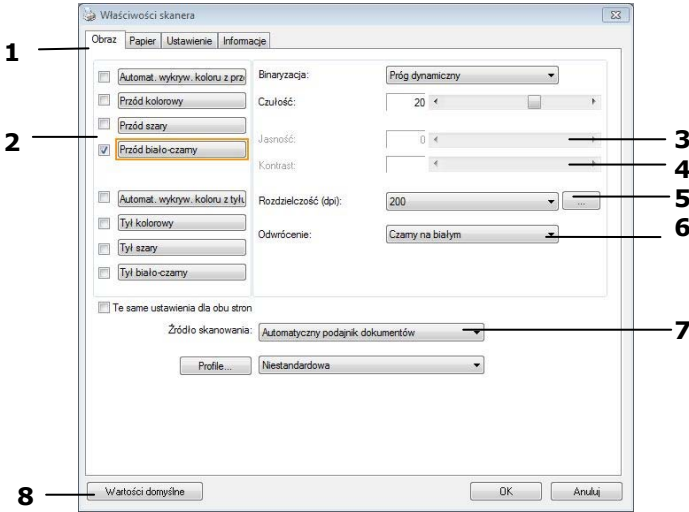 Właściwości skanera
1
Obraz Papier Ustawienie Informacje
Automat. wykryw. koloru z prze Binaryzacja: Próg dynamiczny
Przód kolorowy Czułość: 20
2
Przód szary
Jasność: 0 3
Przód biało-czarny
Kontrast: 4
Automat. wykryw. koloru z tyłu Rozdzielczość (dpi): 200 ... 5
Tył kolorowy Odwrócenie: Czarny na białym 6
Tył szary
Tył biało-czarny
Te same ustawienia dla obu stron
Źródło skanowania: Automatyczny podajnik dokumentów 7
Profile... Niestandardowa
8 Wartości domyślne OK Anuluj